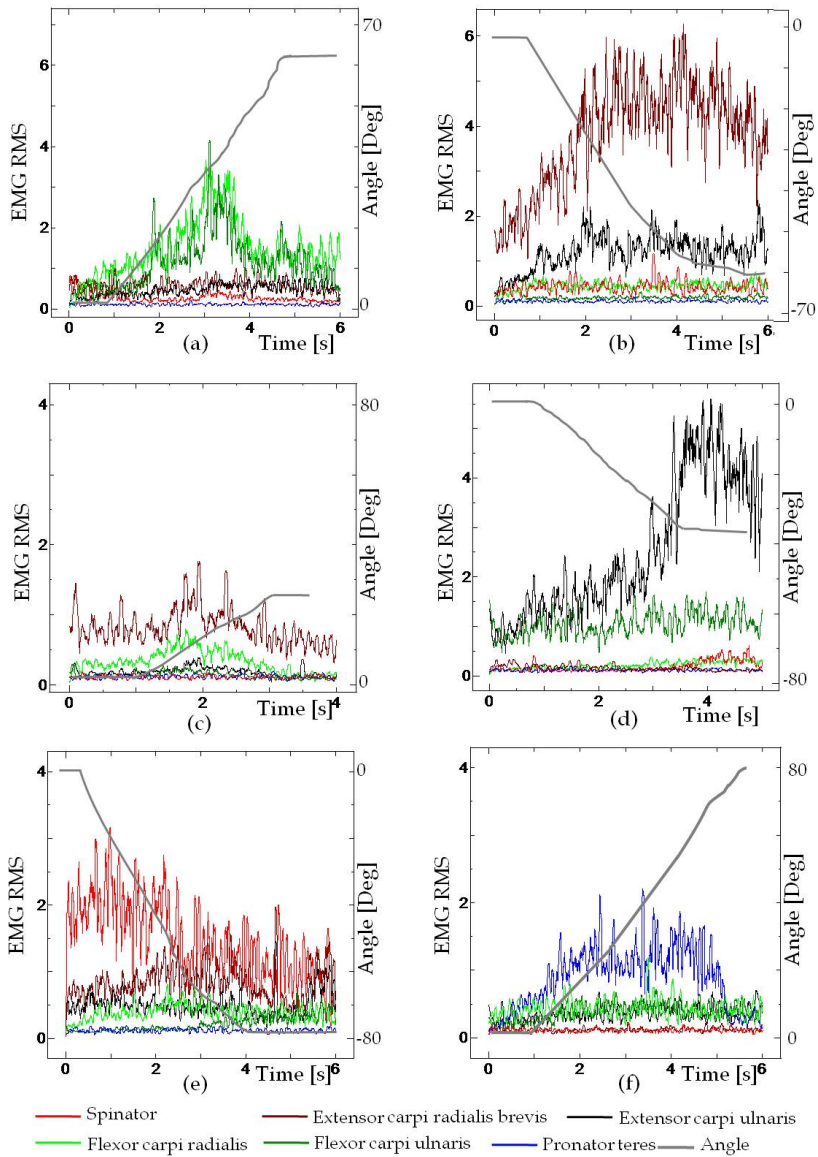 70
0
6
4
2
0
EMG RMS
Angle [Deg]
0 2 4 6
Time [s]
(a)
0
-70
6
4
2
0
EMG RMS
Angle [Deg]
0 2 4 6
Time [s]
(b)
4
2
0
80
0
EMG RMS
Angle [Deg]
0 2 4
Time [s]
(c)
4
2
0
0
-80
EMG RMS
Angle [Deg]
0 2 4
Time [s]
(d)
4
2
0
0
-80
EMG RMS
Angle [Deg]
0 2 4 6
Time [s]
(e)
4
2
0
80
0
EMG RMS
Angle [Deg]
0 2 4 6
Time [s]
(f)
Spinator Extensor carpi radialis brevis Extensor carpi ulnaris
Flexor carpi radialis Flexor carpi ulnaris Pronator teres Angle